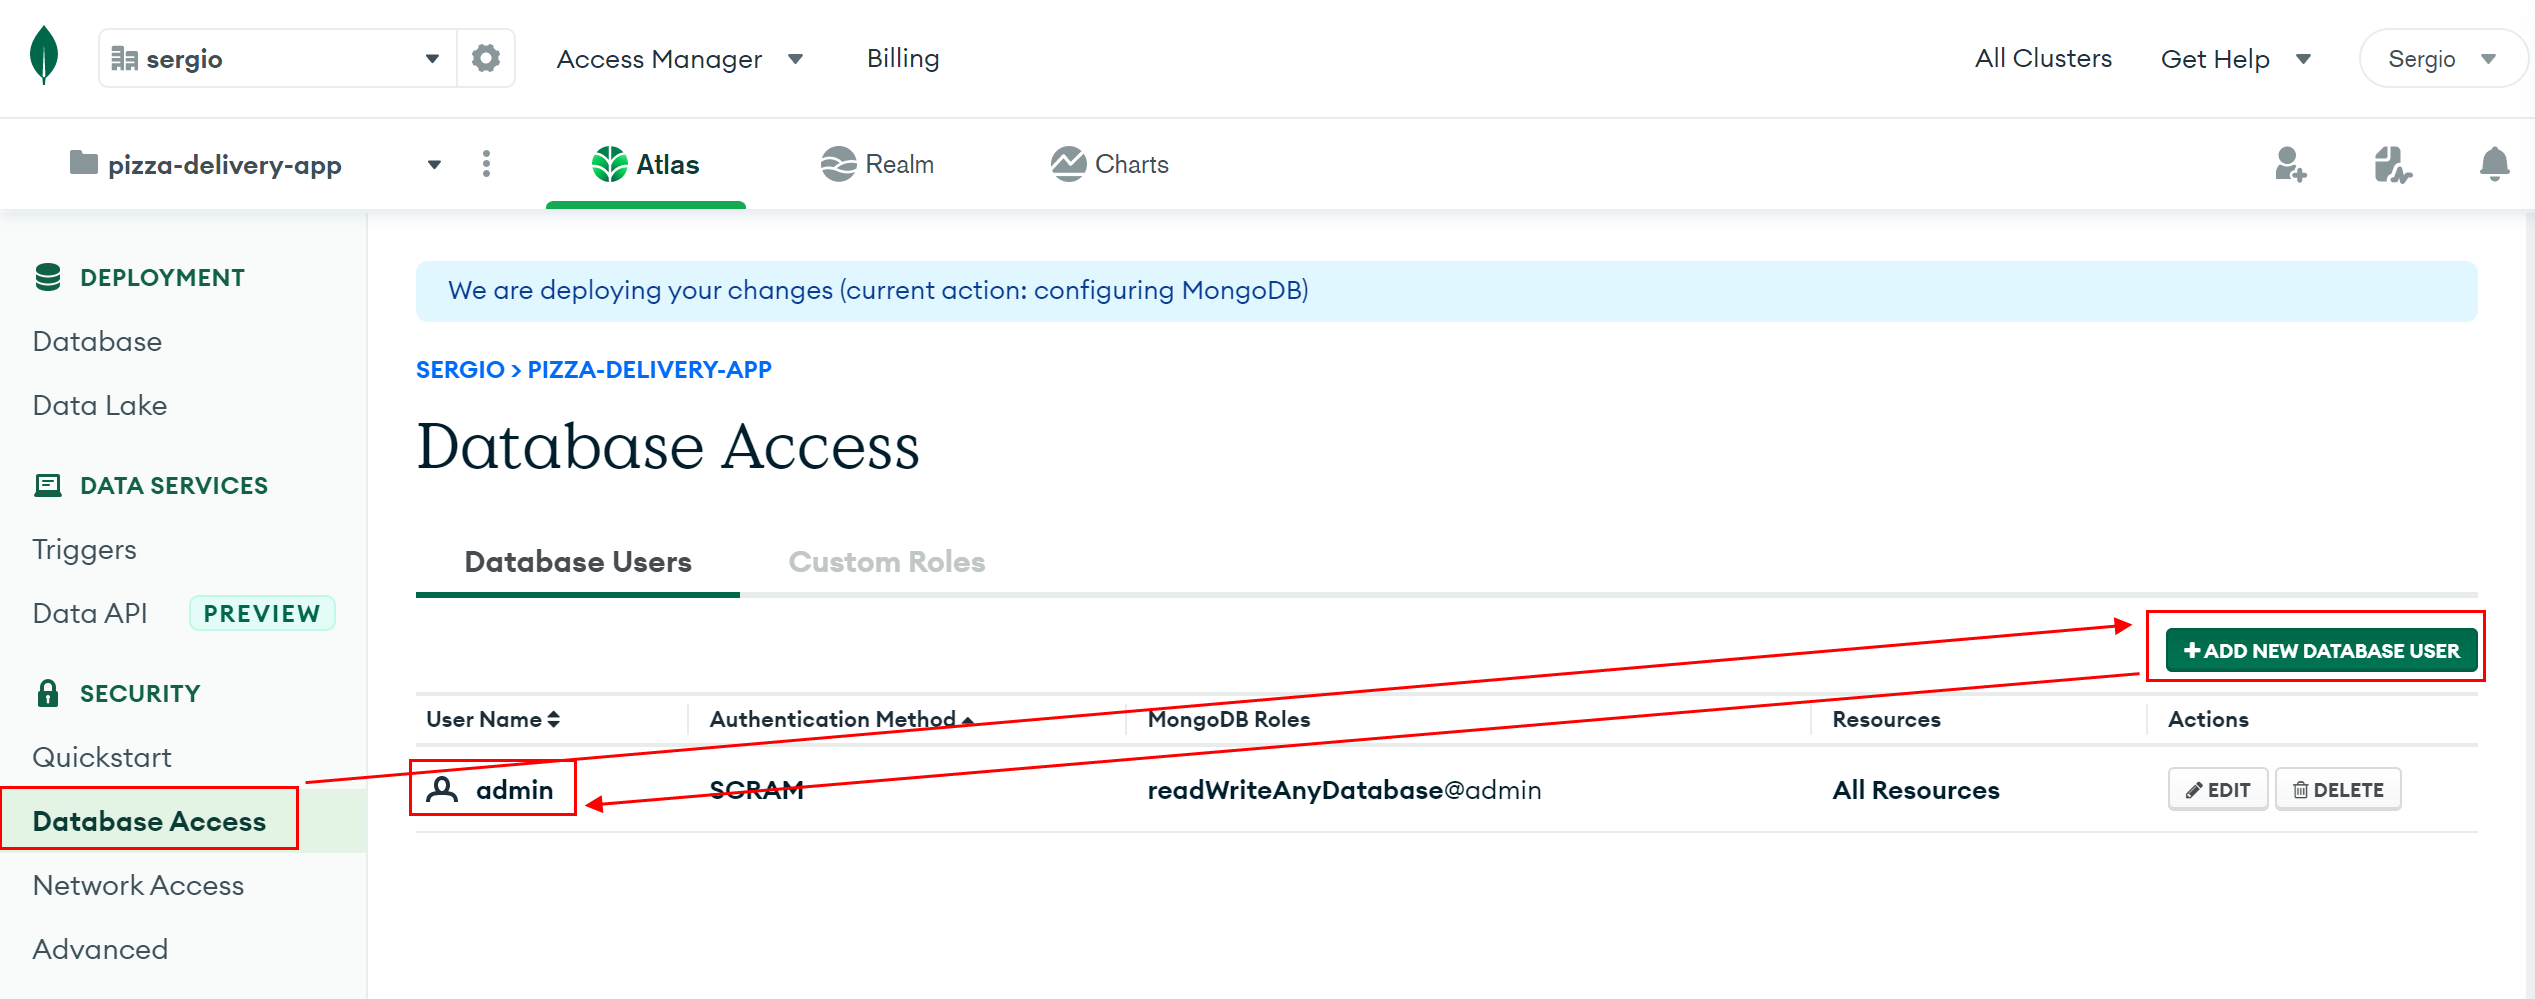 sergio
Access Manager
Billing
All Clusters
Get Help
Sergio
pizza-delivery-app
Atlas
Realm
Charts
DEPLOYMENT
Database
Data Lake
DATA SERVICES
Triggers
Data API PREVIEW
SECURITY
Quickstart
Database Access
Network Access
Advanced
We are deploying your changes (current action: configuring MongoDB)
SERGIO > PIZZA-DELIVERY-APP
Database Access
Database Users
Custom Roles
+ADD NEW DATABASE USER
User Name
Authentication Method
MongoDB Roles
Resources
Actions
admin
SCRAM
readWriteAnyDatabase@admin
All Resources
EDIT
DELETE